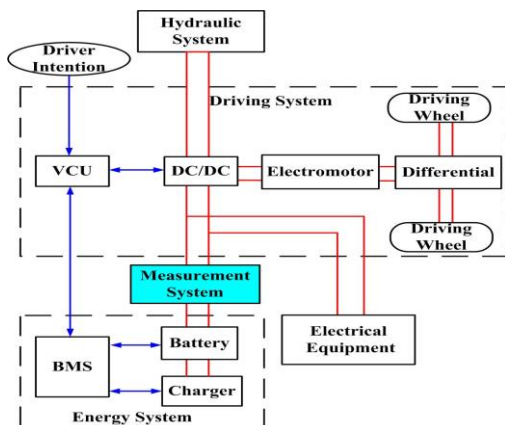 Hydraulic
System
Driver
Intention
Driving System
Driving
Wheel
VCU
DC/DC
Electromotor
Differential
Driving
Wheel
Measurement
System
Electrical
Equipment
BMS
Battery
Charger
Energy System